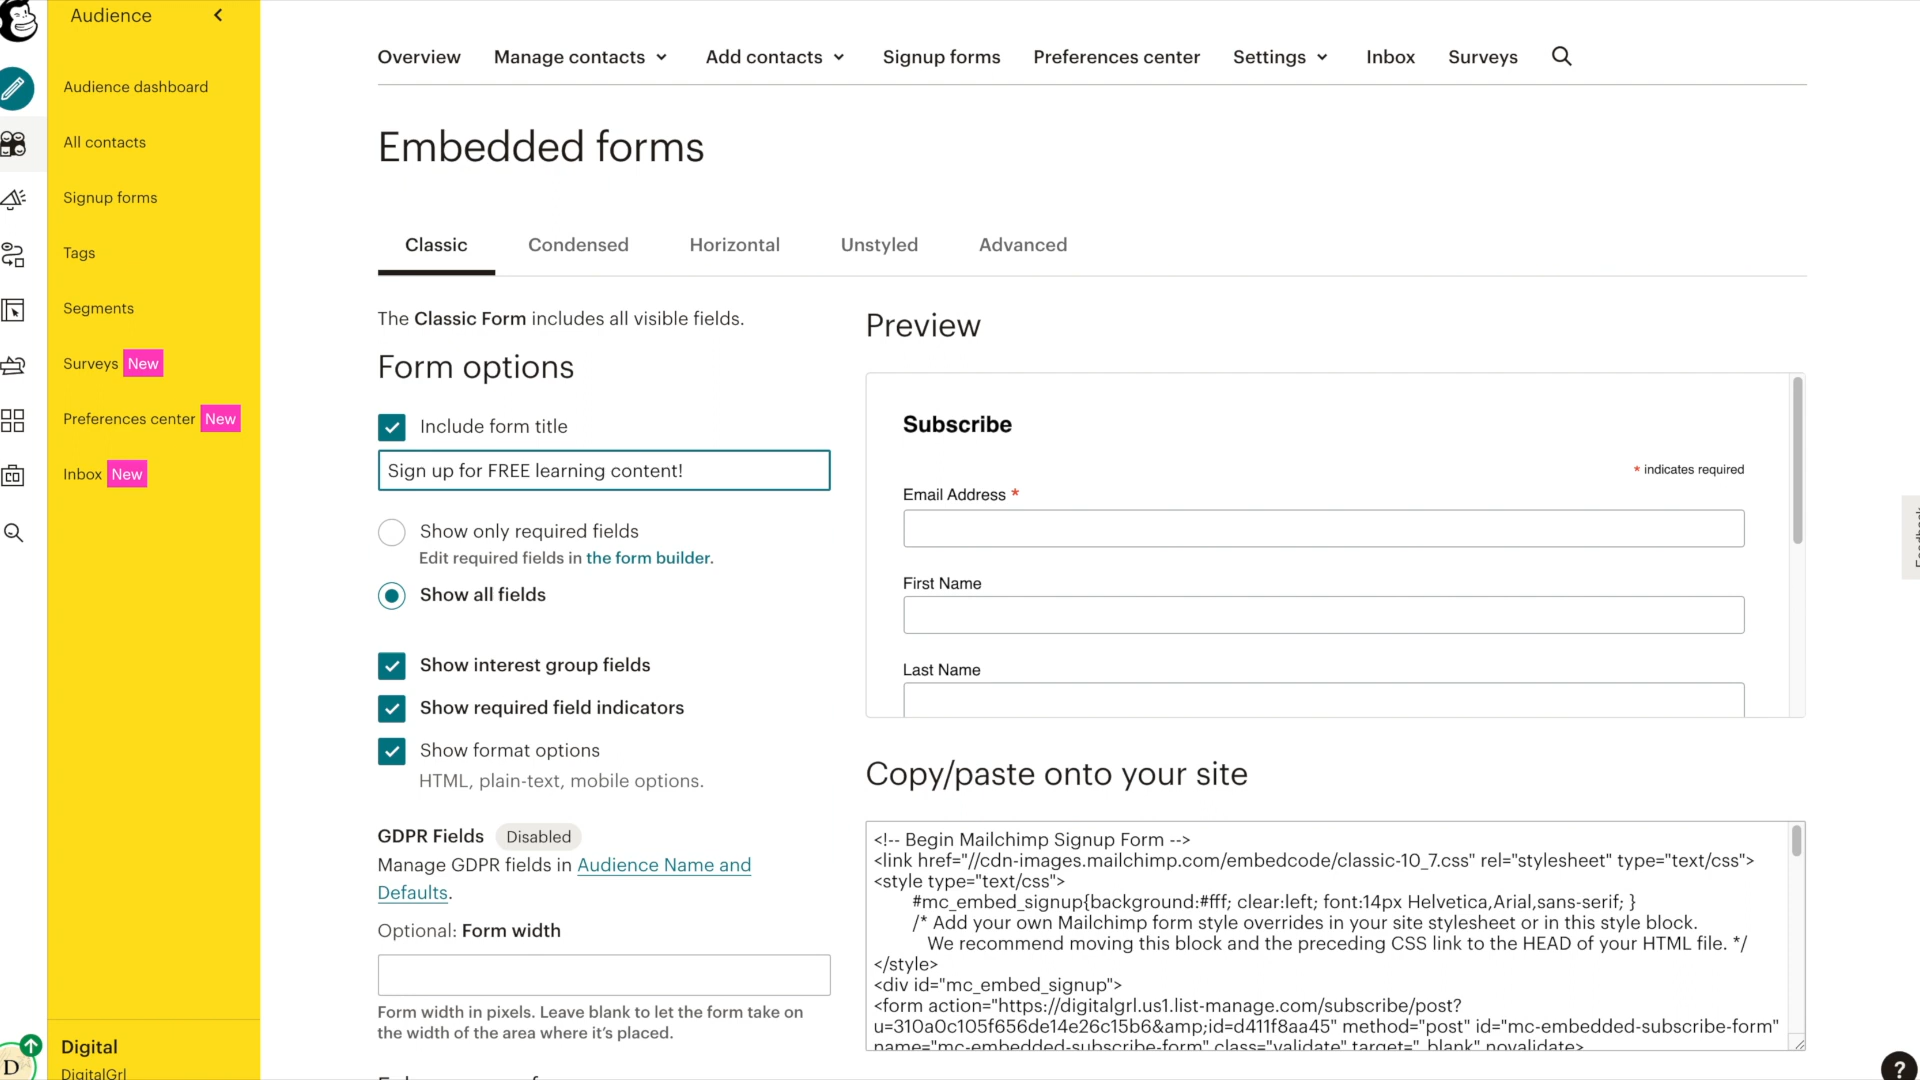 Audience
Audience dashboard
All contacts
Signup forms
Tags
Segments
Surveys New
Preferences center New
Inbox New
D
Digital
DigitalGrl
Overview Manage contacts Add contacts Signup forms Preferences center Settings Inbox Surveys
Embedded forms
Classic Condensed Horizontal Unstyled Advanced
The Classic Form includes all visible fields.
Form options
Include form title
Sign up for FREE learning content!
Show only required fields
Edit required fields in the form builder.
Show all fields
Show interest group fields
Show required field indicators
Show format options
HTML, plain-text, mobile options.
GDPR Fields Disabled
Manage GDPR fields in Audience Name and
Defaults.
Optional: Form width
Form width in pixels. Leave blank to let the form take on
the width of the area where it's placed.
Preview
Subscribe
* indicates required
Email Address *
First Name
Last Name
Copy/paste onto your site
<!-- Begin Mailchimp Signup Form -->
<link href="//cdn-images.mailchimp.com/embedcode/classic-10_7.css" rel="stylesheet" type="text/css">
<style type="text/css">
#mc_embed_signup{background:#fff; clear:left; font:14px Helvetica,Arial,sans-serif; }
/* Add your own Mailchimp form style overrides in your site stylesheet or in this style block.
We recommend moving this block and the preceding CSS link to the HEAD of your HTML file. */
</style>
<div id="mc_embed_signup">
<form action="https://digitalgrl.us1.list-manage.com/subscribe/post?
u=310a0c105f656de14e26c15b6&amp;id=d411f8aa45" method="post" id="mc-embedded-subscribe-form"
name="mc-embedded-subscribe-form" class="validate" target="_blank" novalidate>
Feedback
?